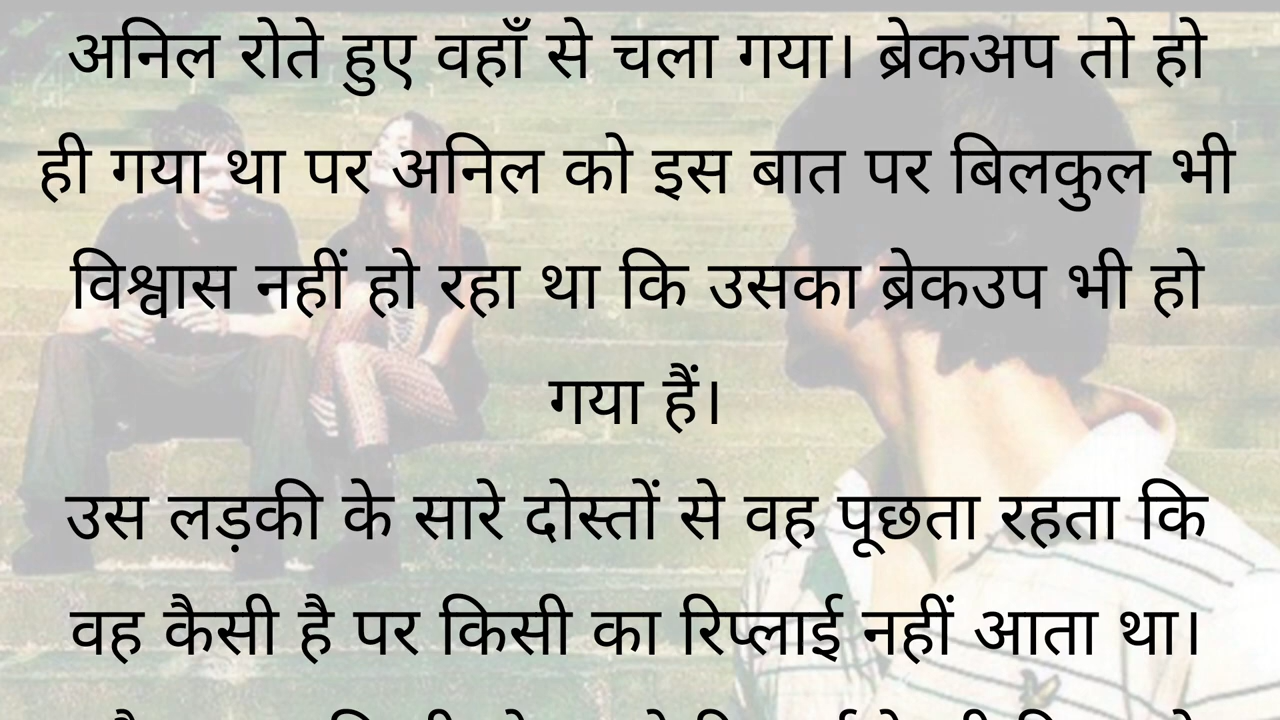 अनिल रोते हुए वहाँ से चला गया। ब्रेकअप तो हो
ही गया था पर अनिल को इस बात पर बिलकुल भी
विश्वास नहीं हो रहा था कि उसका ब्रेकउप भी हो
गया हैं।
उस लड़की के सारे दोस्तों से वह पूछता रहता कि
वह कैसी है पर किसी का रिप्लाई नहीं आता था।